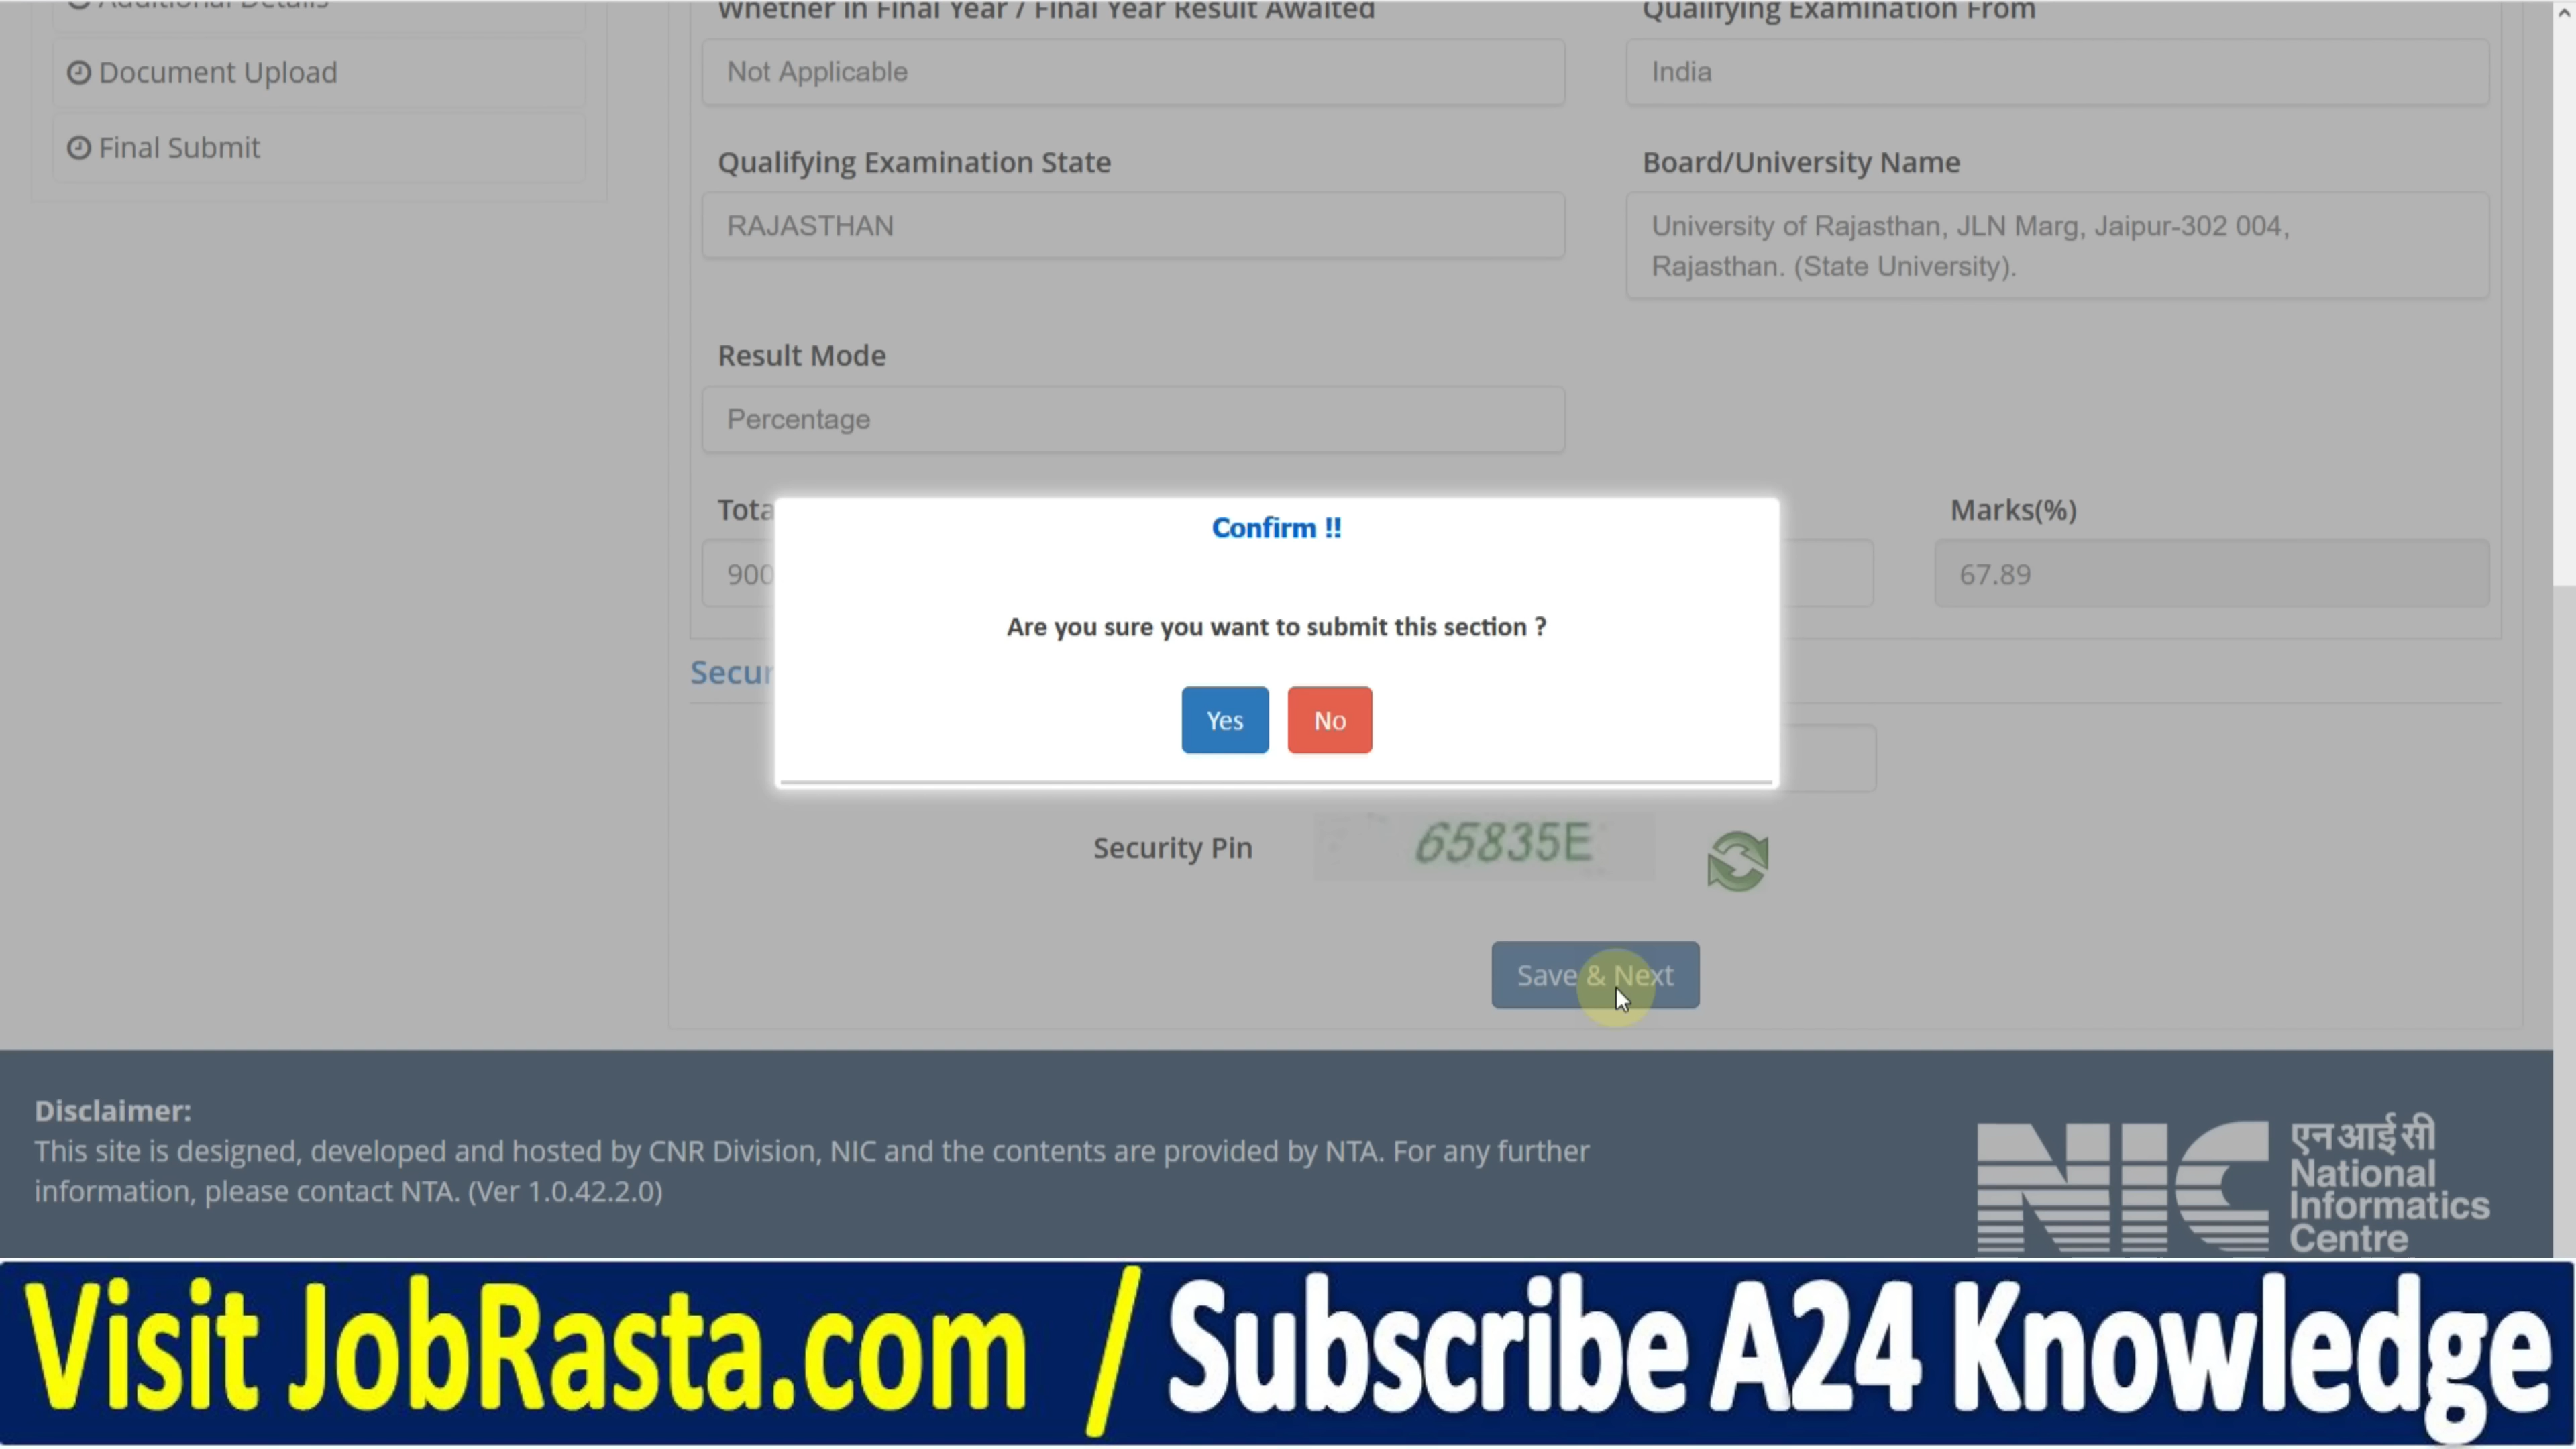 Additional Details
Document Upload
Final Submit
Whether in Final Year / Final Year Result Awaited
Not Applicable
Qualifying Examination From
India
Qualifying Examination State
RAJASTHAN
Board/University Name
University of Rajasthan, JLN Marg, Jaipur-302 004,
Rajasthan. (State University).
Result Mode
Percentage
Tota
900
Marks(%)
67.89
Confirm !!
Are you sure you want to submit this section ?
Yes No
Secur
Security Pin 65835E
Save & Next
Disclaimer:
This site is designed, developed and hosted by CNR Division, NIC and the contents are provided by NTA. For any further
information, please contact NTA. (Ver 1.0.42.2.0)
NIC
एन आई सी
National
Informatics
Centre
Visit JobRasta.com / Subscribe A24 Knowledge